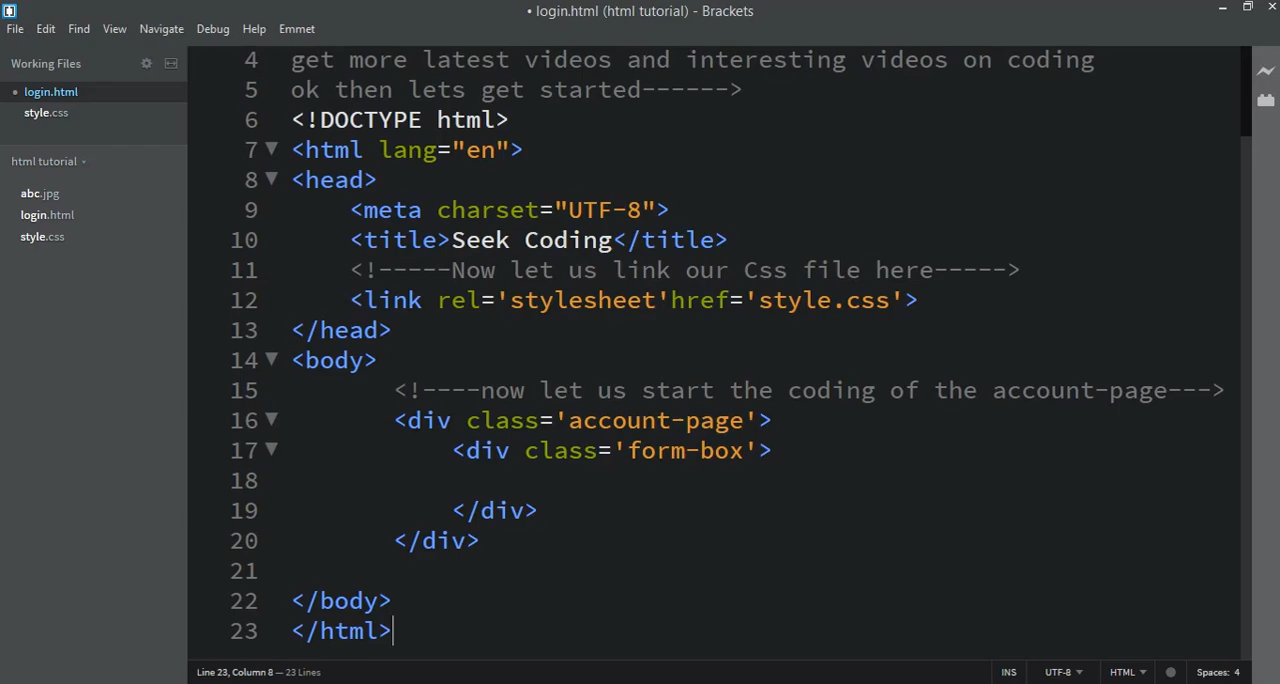 • login.html (html tutorial) - Brackets
File Edit Find View Navigate Debug Help Emmet
Working Files
• login.html
style.css
html tutorial
abc.jpg
login.html
style.css
4 get more latest videos and interesting videos on coding
5 ok then lets get started------>
6 <!DOCTYPE html>
7 <html lang="en">
8 <head>
9 <meta charset="UTF-8">
10 <title>Seek Coding</title>
11 <!-----Now let us link our Css file here----->
12 <link rel='stylesheet'href='style.css'>
13 </head>
14 <body>
15 <!----now let us start the coding of the account-page--->
16 <div class='account-page'>
17 <div class='form-box'>
18
19 </div>
20 </div>
21
22 </body>
23 </html>
Line 23, Column 8 — 23 Lines
INS UTF-8 HTML Spaces: 4